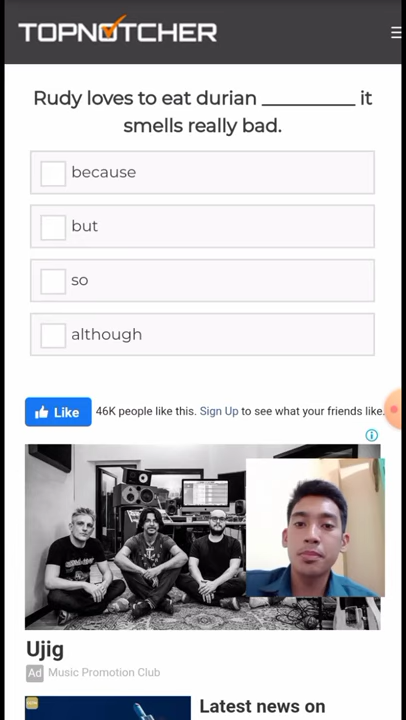 TOPNOTCHER
Rudy loves to eat durian __________ it
smells really bad.
because
but
so
although
Like 46K people like this. Sign Up to see what your friends like.
Ujig
Ad Music Promotion Club
Latest news on